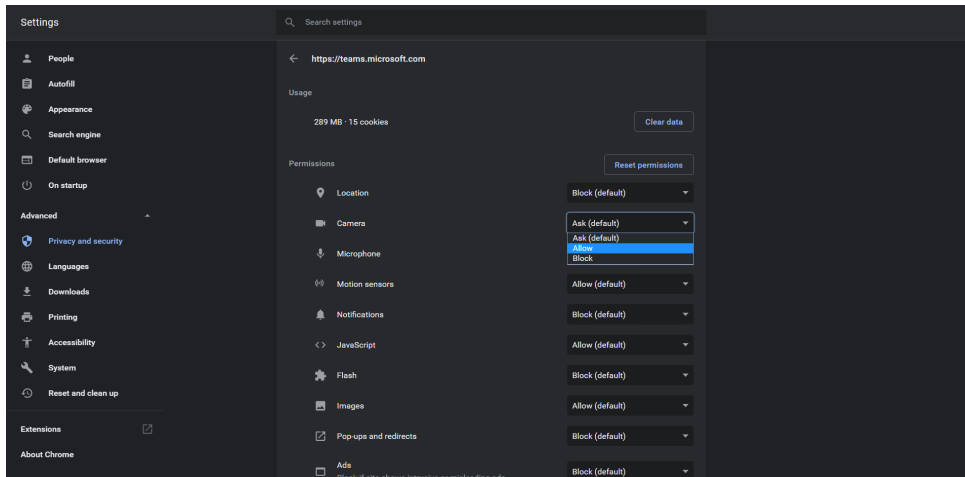 Settings
Search settings
People
Autofill
Appearance
Search engine
Default browser
On startup
Advanced
Privacy and security
Languages
Downloads
Printing
Accessibility
System
Reset and clean up
Extensions
About Chrome
https://teams.microsoft.com
Usage
289 MB · 15 cookies
Clear data
Permissions
Reset permissions
Location
Block (default)
Camera
Ask (default)
Ask (default)
Allow
Block
Microphone
Motion sensors
Allow (default)
Notifications
Block (default)
JavaScript
Allow (default)
Flash
Block (default)
Images
Allow (default)
Pop-ups and redirects
Block (default)
Ads
Block (default)